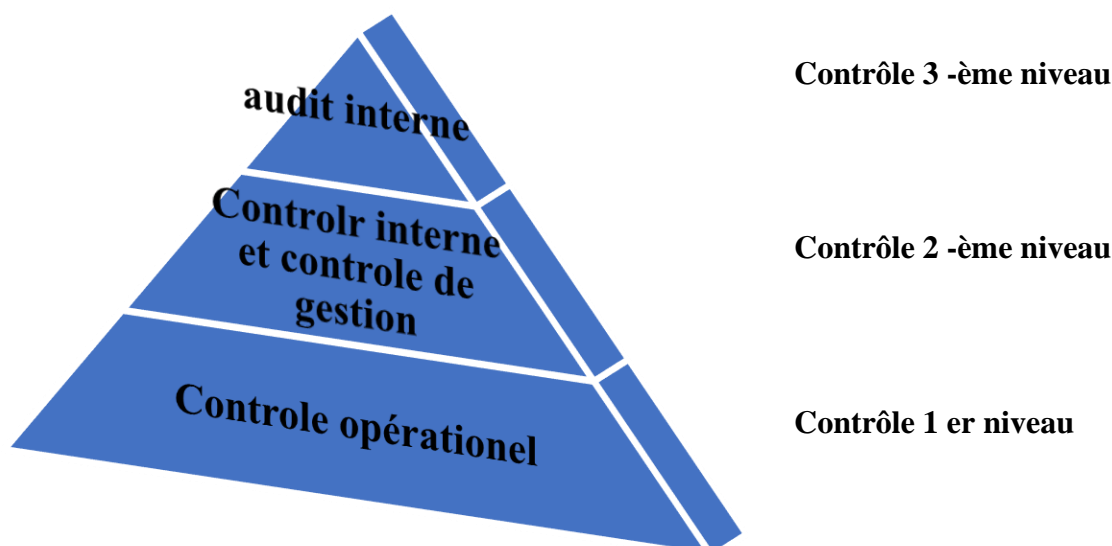 audit interne
Contrôle 3 -ème niveau
Controlr interne
et controle de
gestion
Contrôle 2 -ème niveau
Controle opérationel
Contrôle 1 er niveau